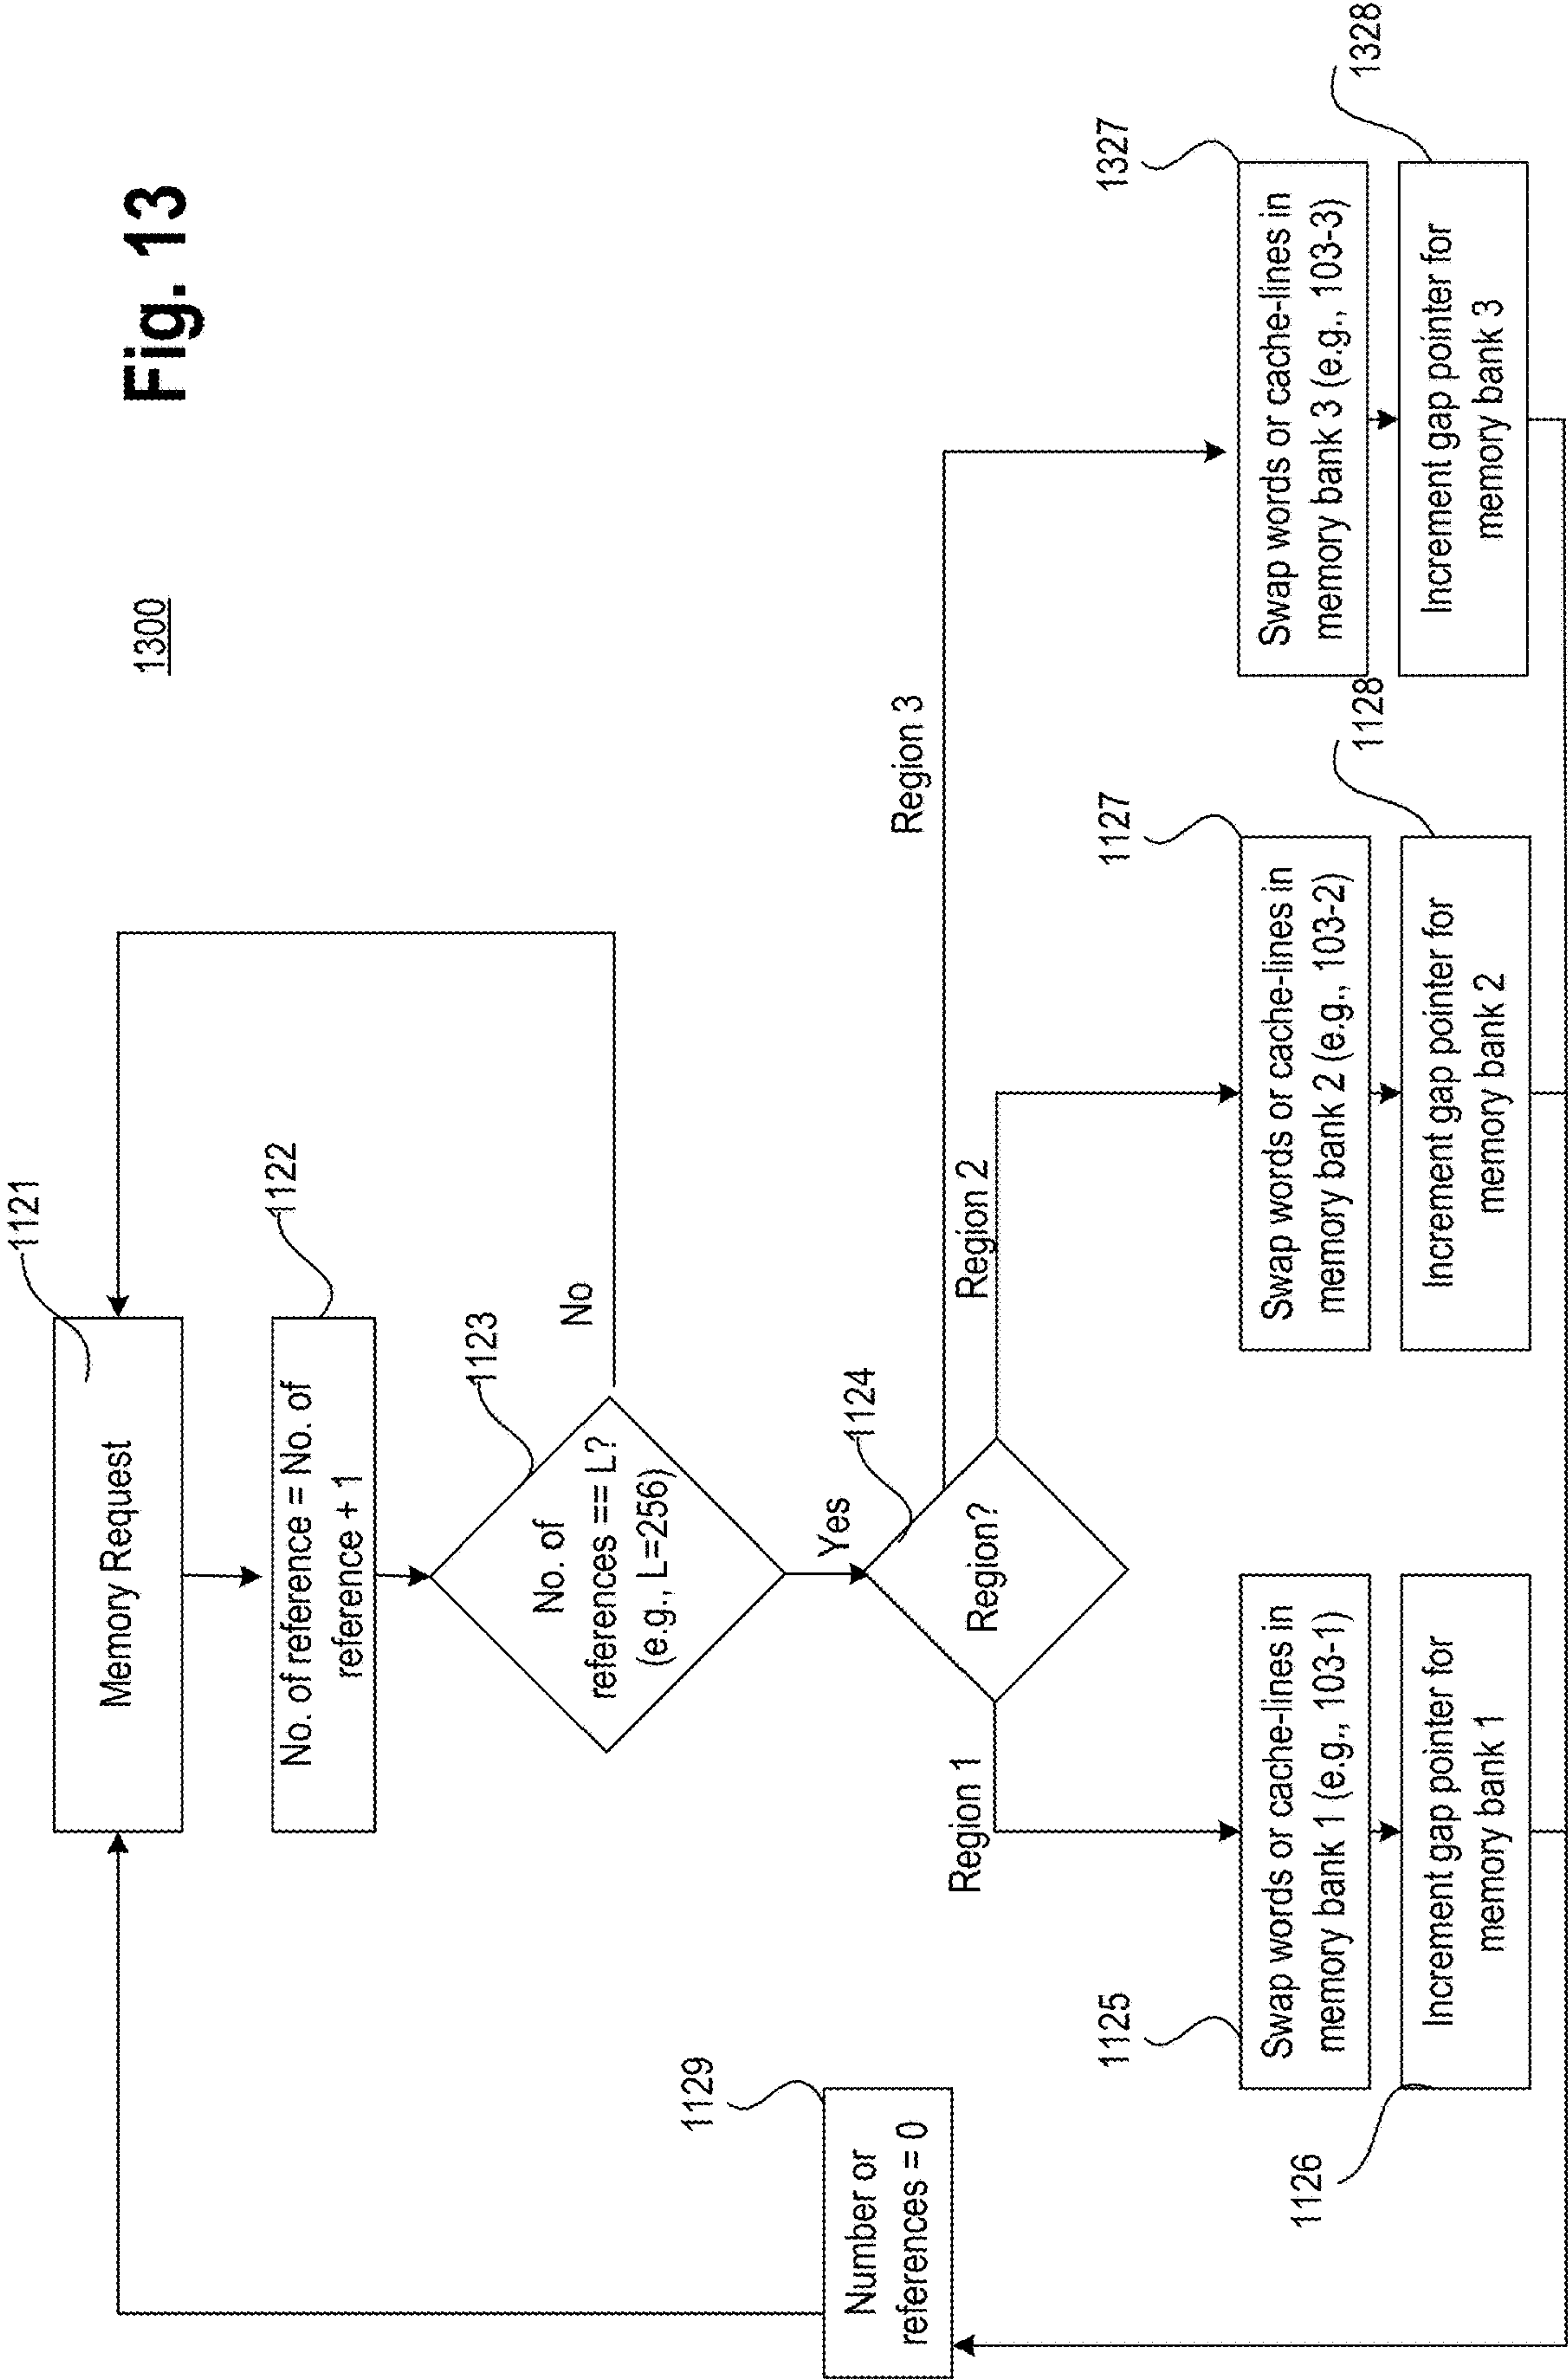 Fig. 13
1300
1121
Memory Request
1122
No. of reference = No. of
reference + 1
1123
No. of
references == L?
(e.g., L=256)
No
Yes
1124
Region?
Region 1
Region 2
Region 3
1129
Number or
references = 0
1125
Swap words or cache-lines in
memory bank 1 (e.g., 103-1)
1126
Increment gap pointer for
memory bank 1
1127
Swap words or cache-lines in
memory bank 2 (e.g., 103-2)
1128
Increment gap pointer for
memory bank 2
1327
Swap words or cache-lines in
memory bank 3 (e.g., 103-3)
1328
Increment gap pointer for
memory bank 3